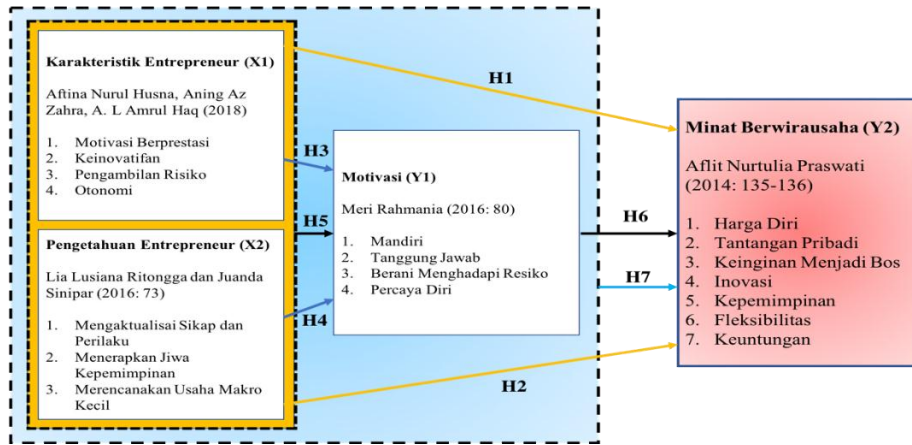 Karakteristik Entrepreneur (X1)
Aftina Nurul Husna, Aning Az
Zahra, A. L Amrul Haq (2018)
1. Motivasi Berprestasi
2. Keinovatifan
3. Pengambilan Risiko
4. Otonomi
Pengetahuan Entrepreneur (X2)
Lia Lusiana Ritongga dan Juanda
Sinipar (2016: 73)
1. Mengaktualisai Sikap dan
Perilaku
2. Menerapkan Jiwa
Kepemimpinan
3. Merencanakan Usaha Makro
Kecil
H3
H5
H4
Motivasi (Y1)
Meri Rahmania (2016: 80)
1. Mandiri
2. Tanggung Jawab
3. Berani Menghadapi Resiko
4. Percaya Diri
H1
H6
H7
H2
Minat Berwirausaha (Y2)
Aflit Nurtulia Praswati
(2014: 135-136)
1. Harga Diri
2. Tantangan Pribadi
3. Keinginan Menjadi Bos
4. Inovasi
5. Kepemimpinan
6. Fleksibilitas
7. Keuntungan